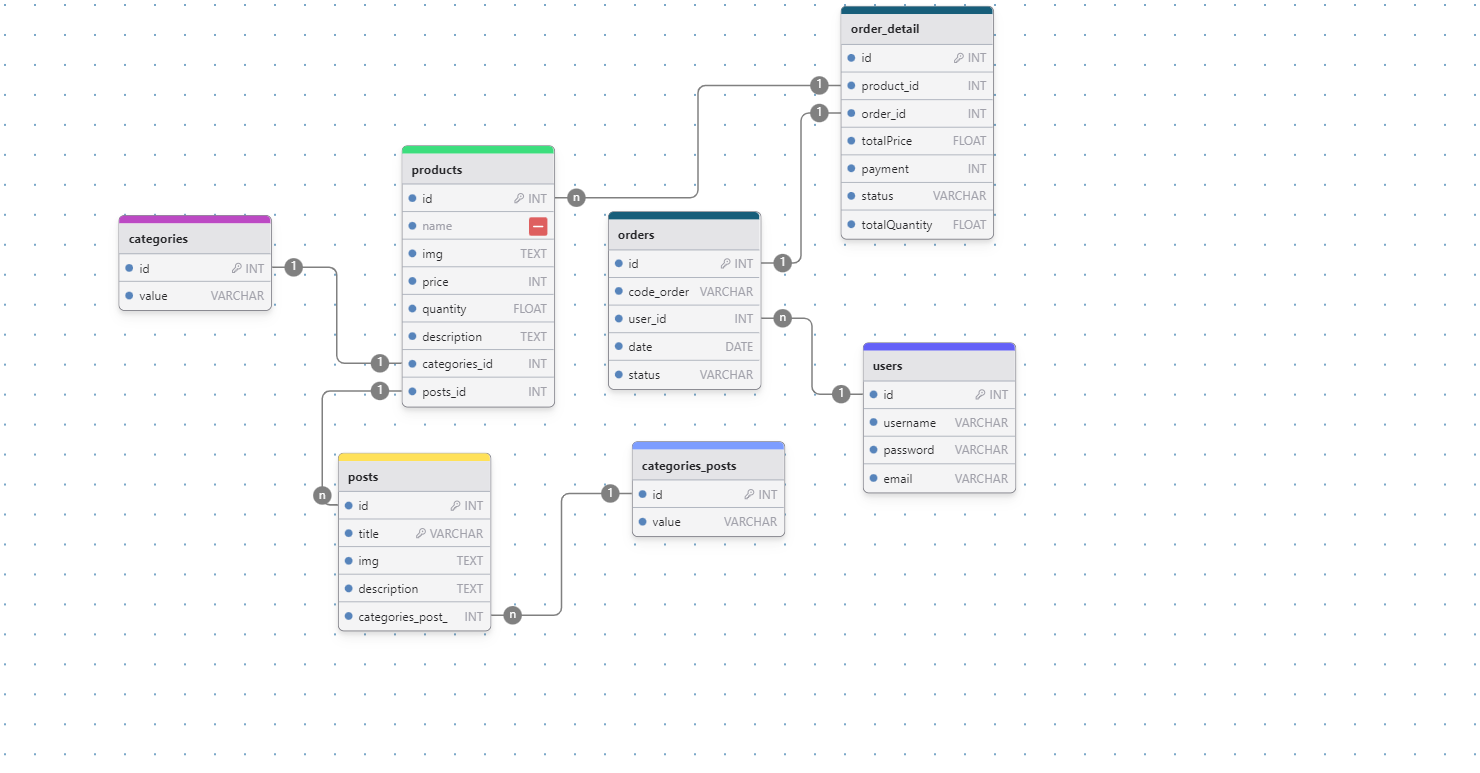 order_detail
id INT
product_id INT
order_id INT
totalPrice FLOAT
payment INT
status VARCHAR
totalQuantity FLOAT
1
1
products
id INT
name
img TEXT
price INT
quantity FLOAT
description TEXT
categories_id INT
posts_id INT
n
1
1
categories
id INT
value VARCHAR
1
orders
id INT
code_order VARCHAR
user_id INT
date DATE
status VARCHAR
1
n
users
id INT
username VARCHAR
password VARCHAR
email VARCHAR
1
posts
id INT
title VARCHAR
img TEXT
description TEXT
categories_post_ INT
n
n
categories_posts
id INT
value VARCHAR
1